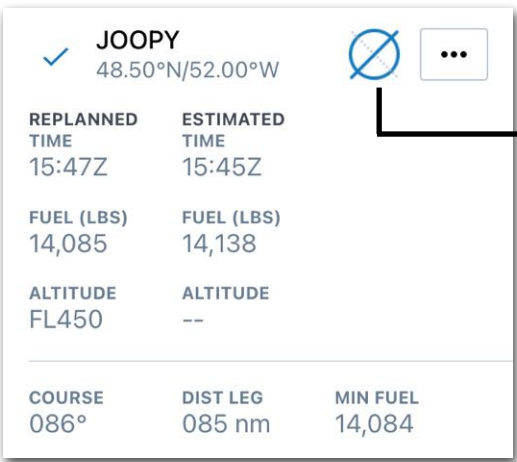 JOOPY
48.50°N/52.00°W
REPLANNED ESTIMATED
TIME TIME
15:47Z 15:45Z
FUEL (LBS) FUEL (LBS)
14,085 14,138
ALTITUDE ALTITUDE
FL450 --
COURSE DIST LEG MIN FUEL
086° 085 nm 14,084